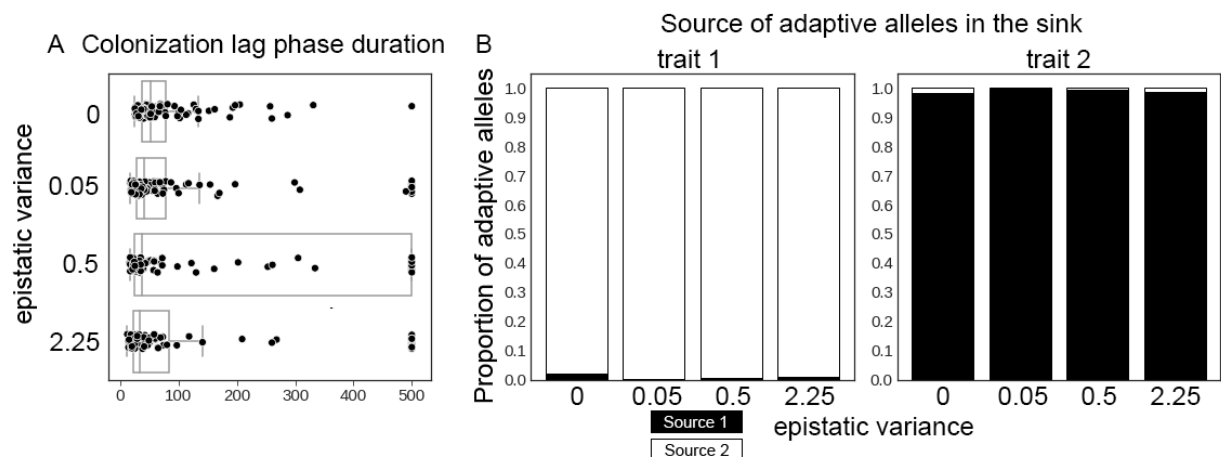 A Colonization lag phase duration
epistatic variance
0
0.05
0.5
2.25
0 100 200 300 400 500
B
Source of adaptive alleles in the sink
trait 1
trait 2
Proportion of adaptive alleles
1.0
0.9
0.8
0.7
0.6
0.5
0.4
0.3
0.2
0.1
0.0
0 0.05 0.5 2.25
1.0
0.9
0.8
0.7
0.6
0.5
0.4
0.3
0.2
0.1
0.0
0 0.05 0.5 2.25
epistatic variance
Source 1
Source 2